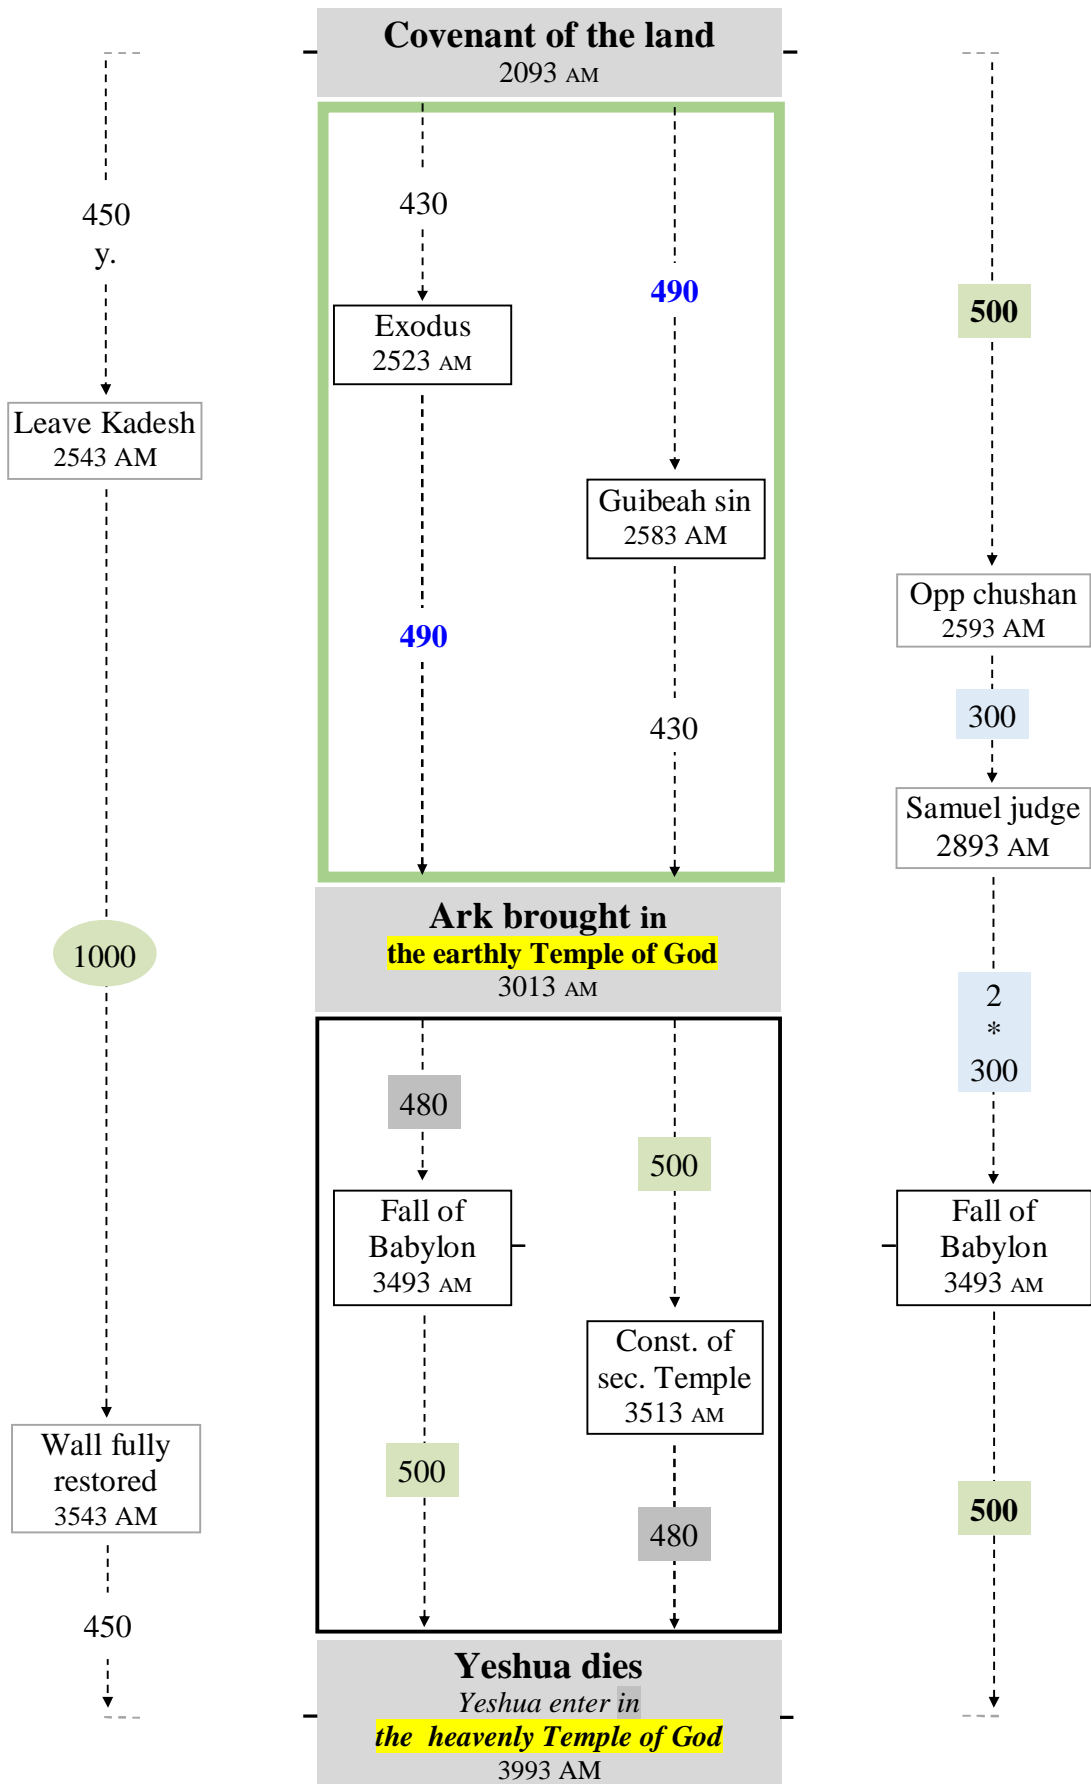 Covenant of the land
2093 AM
450
y.
430
490
500
Exodus
2523 AM
Leave Kadesh
2543 AM
Guibeah sin
2583 AM
Opp chushan
2593 AM
490
430
300
Samuel judge
2893 AM
1000
Ark brought in
the earthly Temple of God
3013 AM
2
*
300
480
500
Fall of
Babylon
3493 AM
Fall of
Babylon
3493 AM
Const. of
sec. Temple
3513 AM
Wall fully
restored
3543 AM
500
480
500
450
Yeshua dies
Yeshua enter in
the heavenly Temple of God
3993 AM